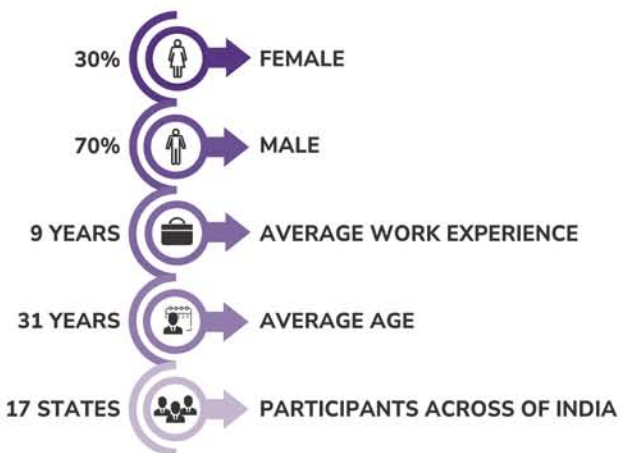 30% FEMALE
70% MALE
9 YEARS AVERAGE WORK EXPERIENCE
31 YEARS AVERAGE AGE
17 STATES PARTICIPANTS ACROSS OF INDIA